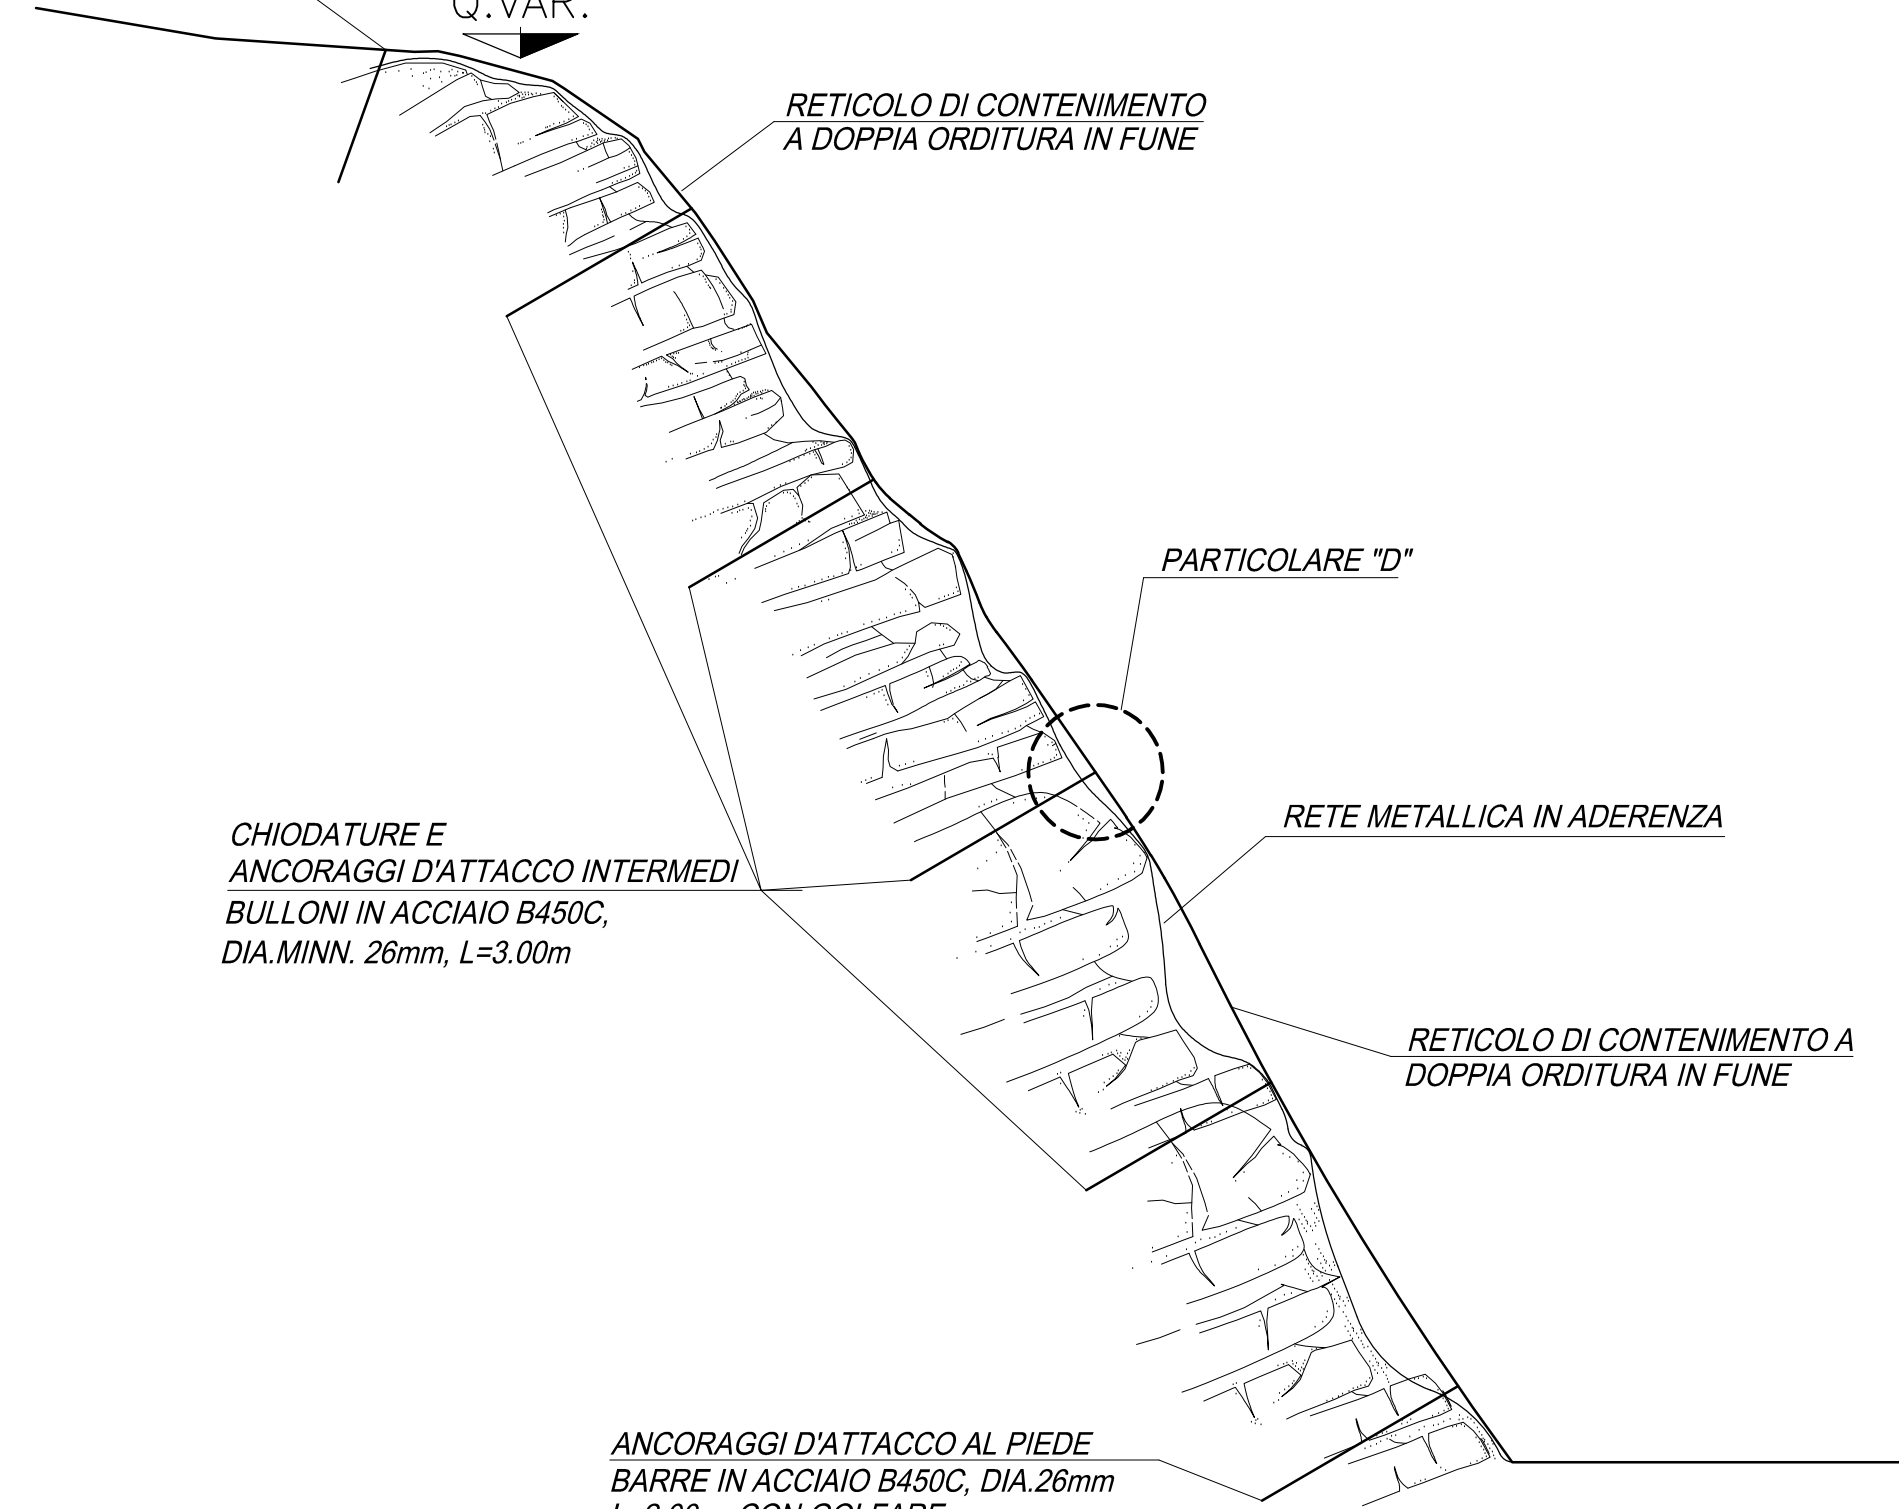 Q.VAR.
RETICOLO DI CONTENIMENTO
A DOPPIA ORDITURA IN FUNE
PARTICOLARE "D"
RETE METALLICA IN ADERENZA
CHIODATURE E
ANCORAGGI D'ATTACCO INTERMEDI
BULLONI IN ACCIAIO B450C,
DIA.MINN. 26mm, L=3.00m
RETICOLO DI CONTENIMENTO A
DOPPIA ORDITURA IN FUNE
ANCORAGGI D'ATTACCO AL PIEDE
BARRE IN ACCIAIO B450C, DIA.26mm
CON GOLFARE